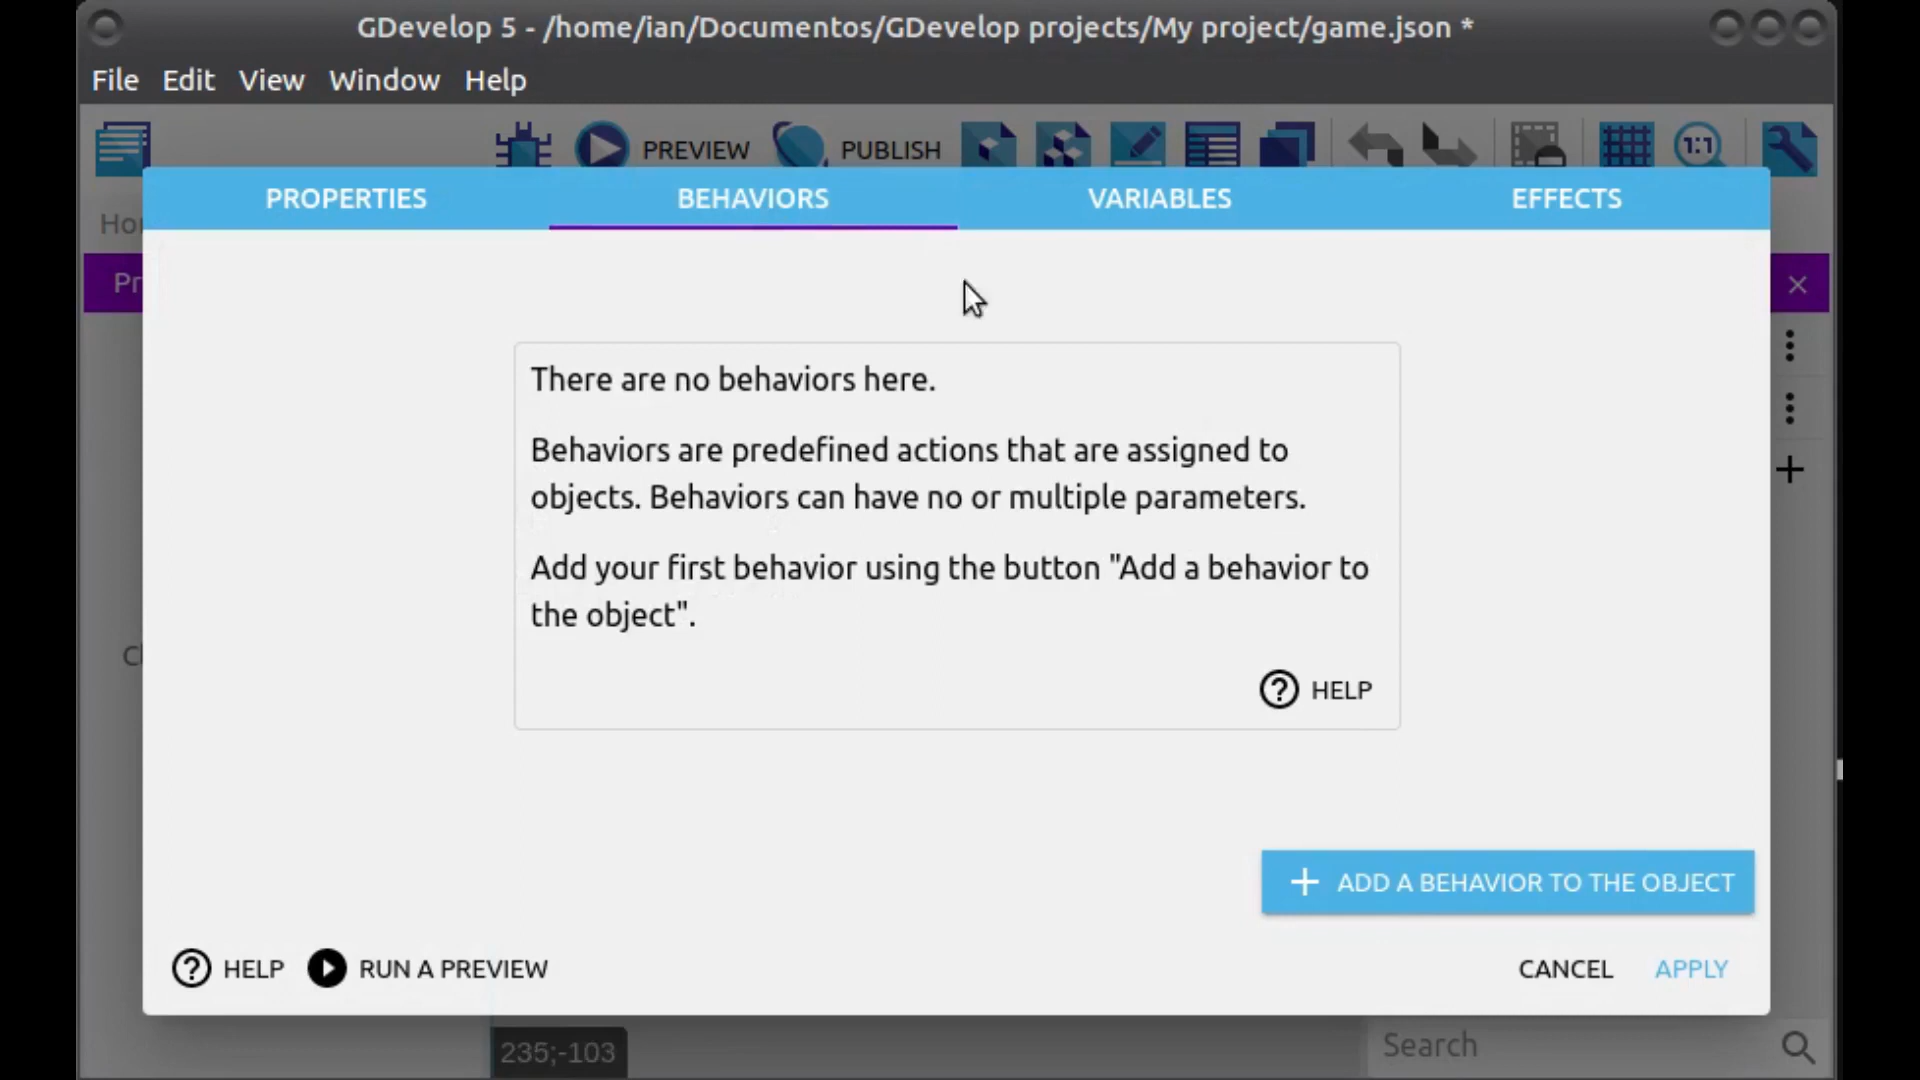 GDevelop 5 - /home/ian/Documentos/GDevelop projects/My project/game.json *
File Edit View Window Help
PREVIEW PUBLISH 1:1
PROPERTIES BEHAVIORS VARIABLES EFFECTS
There are no behaviors here.
Behaviors are predefined actions that are assigned to
objects. Behaviors can have no or multiple parameters.
Add your first behavior using the button "Add a behavior to
the object".
HELP
ADD A BEHAVIOR TO THE OBJECT
HELP RUN A PREVIEW CANCEL APPLY
235;-103 Search